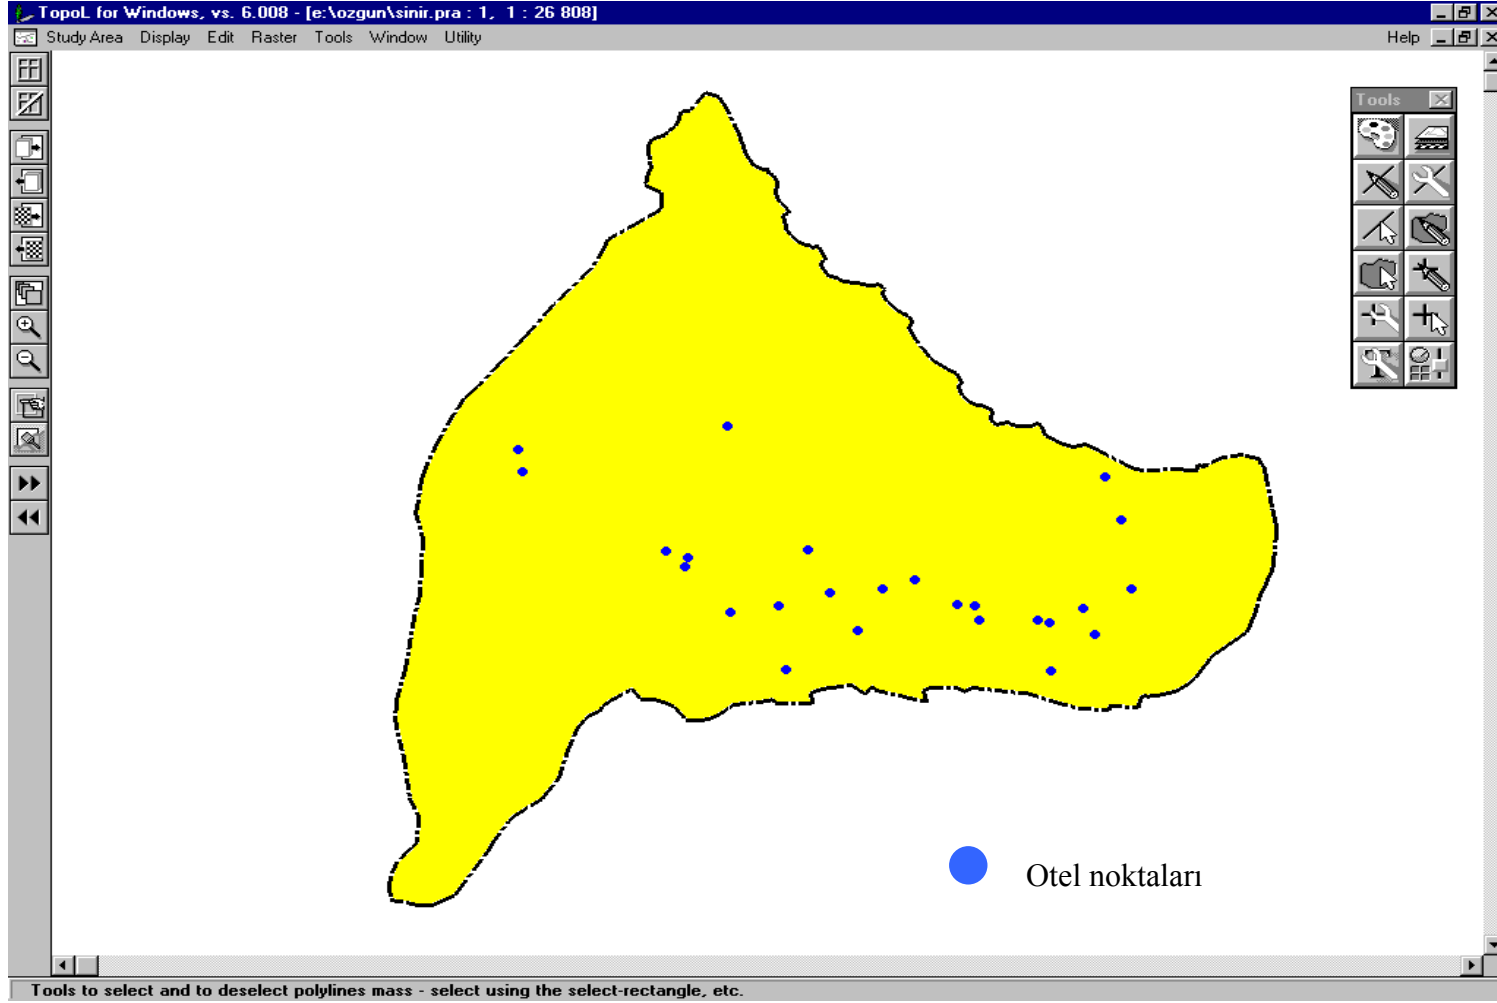 TopoL for Windows, vs. 6.008 - [e:\ozgun\sinir.pra : 1, 1 : 26 808]
Study Area Display Edit Raster Tools Window Utility Help
Tools
Otel noktaları
Tools to select and to deselect polylines mass - select using the select-rectangle, etc.